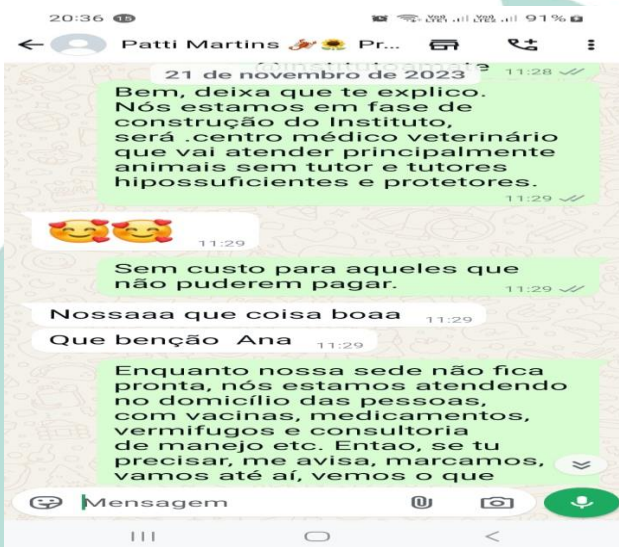 20:36 15 91%
Patti Martins Pr...
21 de novembro de 2023 11:28
Bem, deixa que te explico.
Nós estamos em fase de
construção do Instituto,
será .centro médico veterinário
que vai atender principalmente
animais sem tutor e tutores
hipossuficientes e protetores.
11:29
11:29
Sem custo para aqueles que
não puderem pagar. 11:29
Nossaaa que coisa boaa 11:29
Que benção Ana 11:29
Enquanto nossa sede não fica
pronta, nós estamos atendendo
no domicílio das pessoas,
com vacinas, medicamentos,
vermifugos e consultoria
de manejo etc. Entao, se tu
precisar, me avisa, marcamos,
vamos até aí, vemos o que
Mensagem